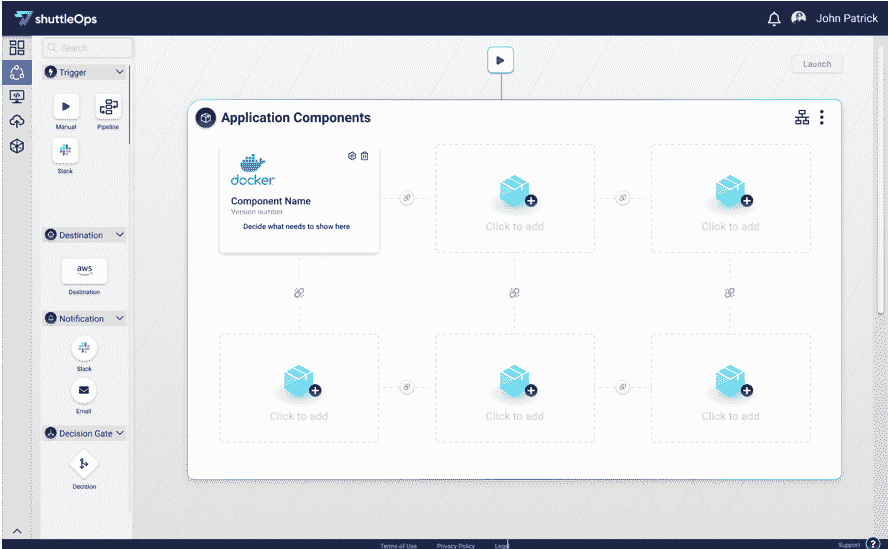 shuttleOps
John Patrick
Search
Trigger
Manual
Pipeline
Slack
Destination
aws
Destination
Notification
Slack
Email
Decision Gate
Decision
Launch
Application Components
docker
Component Name
Version number
Decide what needs to show here
Click to add
Click to add
Click to add
Click to add
Click to add
Terms of Use
Privacy Policy
Legal
Support
?